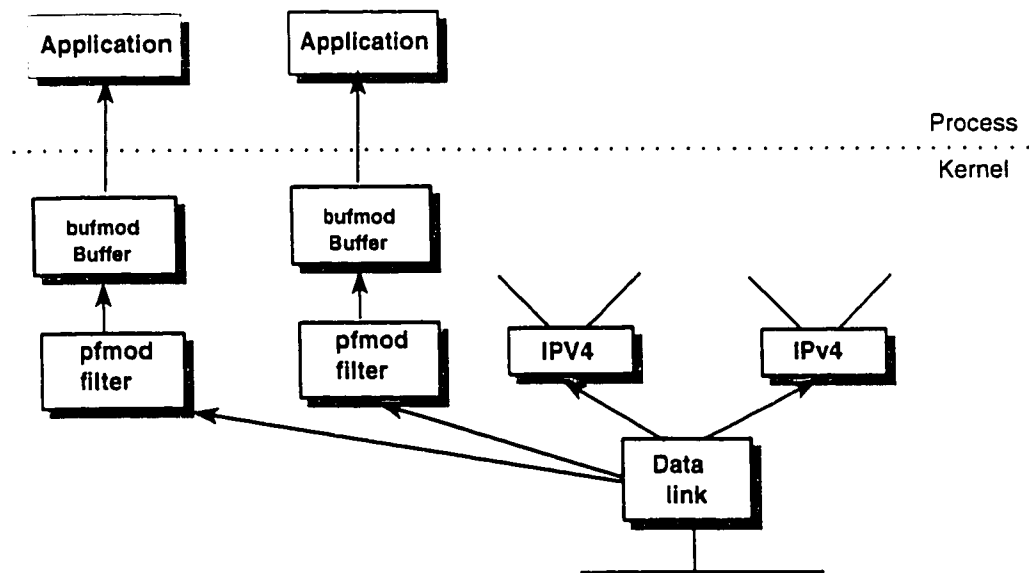 Application
Application
Process
Kernel
bufmod
Buffer
bufmod
Buffer
pfmod
filter
pfmod
filter
IPV4
IPv4
Data
link